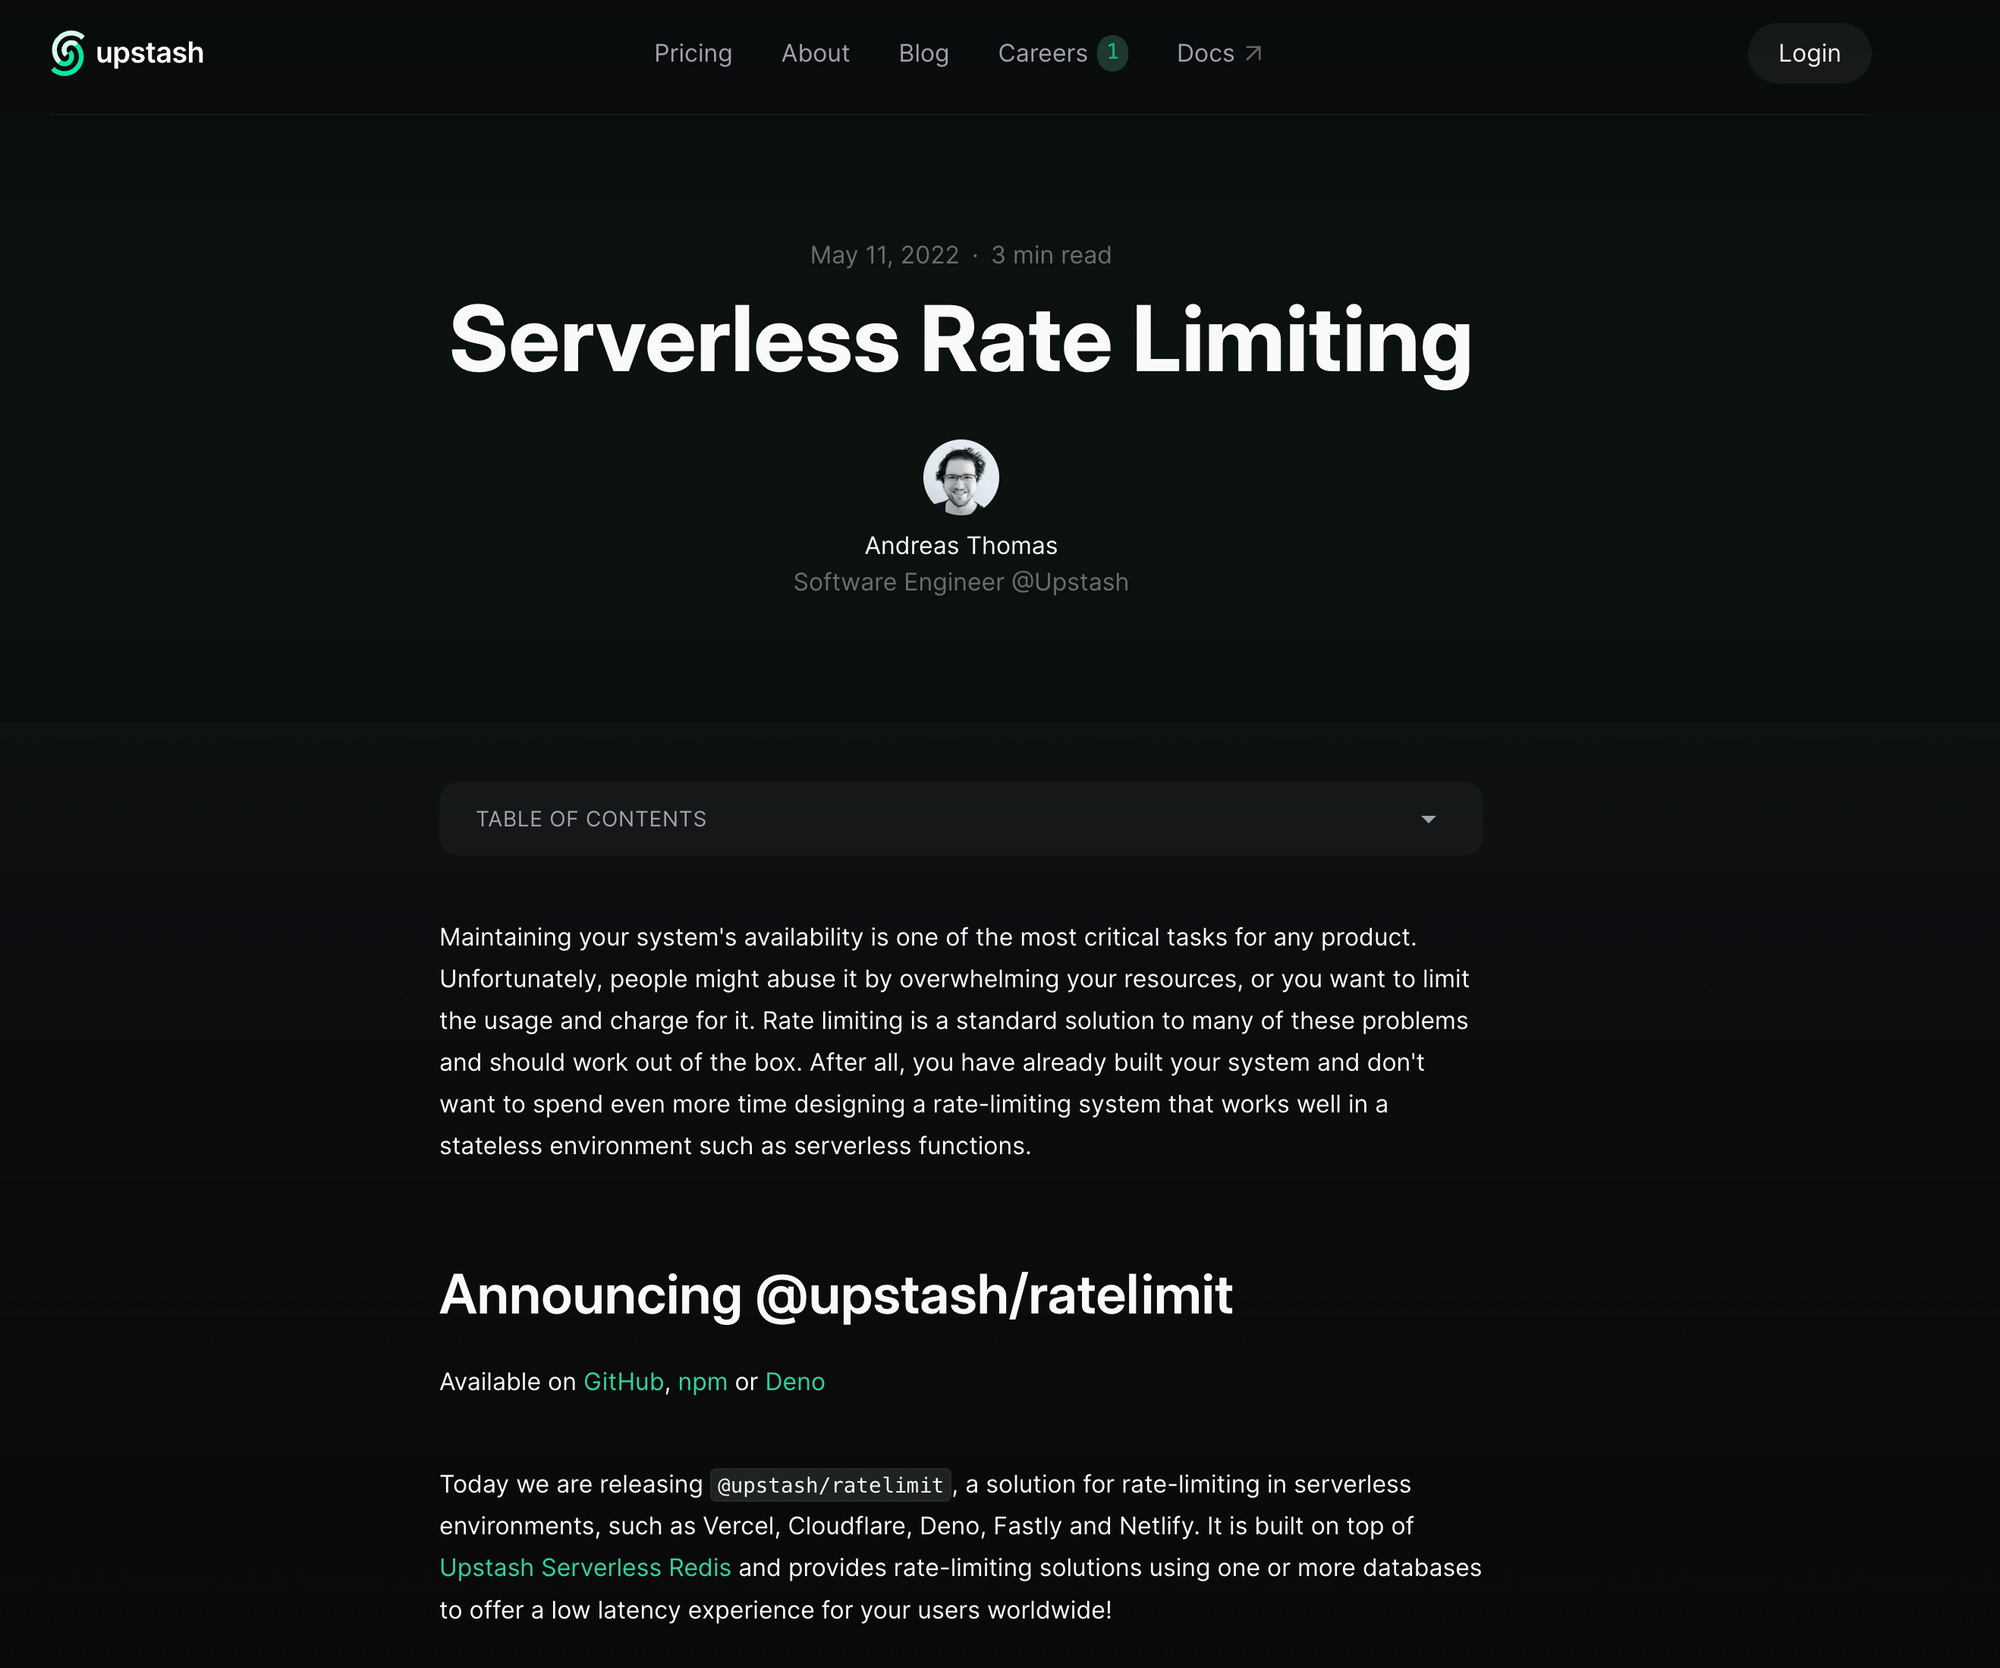 upstash
Pricing About Blog Careers 1 Docs ↗ Login
May 11, 2022 · 3 min read
Serverless Rate Limiting
Andreas Thomas
Software Engineer @Upstash
TABLE OF CONTENTS
Maintaining your system's availability is one of the most critical tasks for any product.
Unfortunately, people might abuse it by overwhelming your resources, or you want to limit
the usage and charge for it. Rate limiting is a standard solution to many of these problems
and should work out of the box. After all, you have already built your system and don't
want to spend even more time designing a rate-limiting system that works well in a
stateless environment such as serverless functions.
Announcing @upstash/ratelimit
Available on GitHub, npm or Deno
Today we are releasing @upstash/ratelimit, a solution for rate-limiting in serverless
environments, such as Vercel, Cloudflare, Deno, Fastly and Netlify. It is built on top of
Upstash Serverless Redis and provides rate-limiting solutions using one or more databases
to offer a low latency experience for your users worldwide!